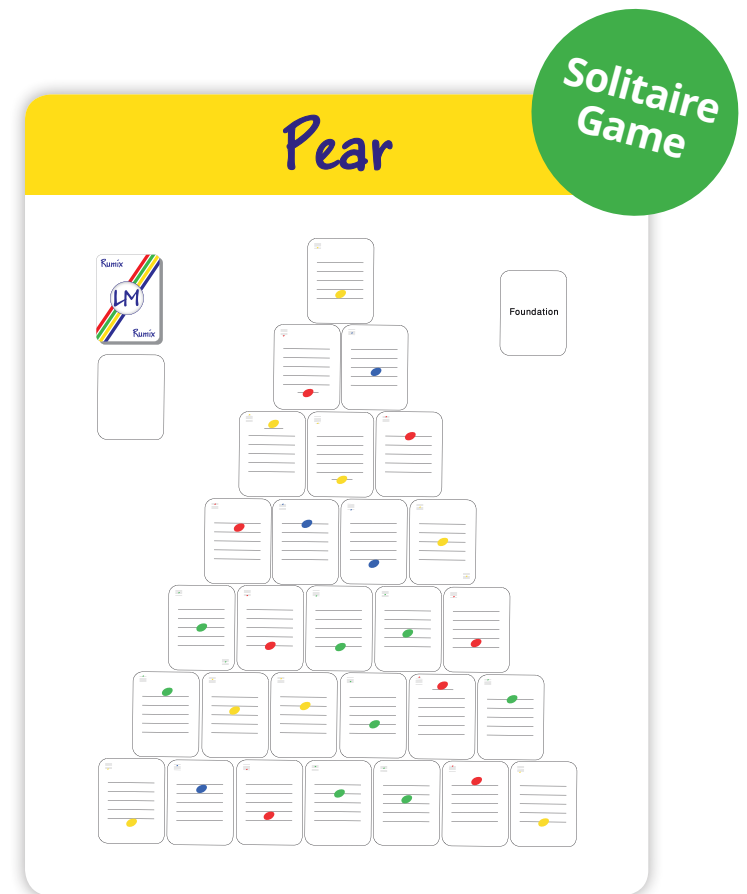 Solitaire
Game
Pear
Rumix
LM
Rumix
Foundation